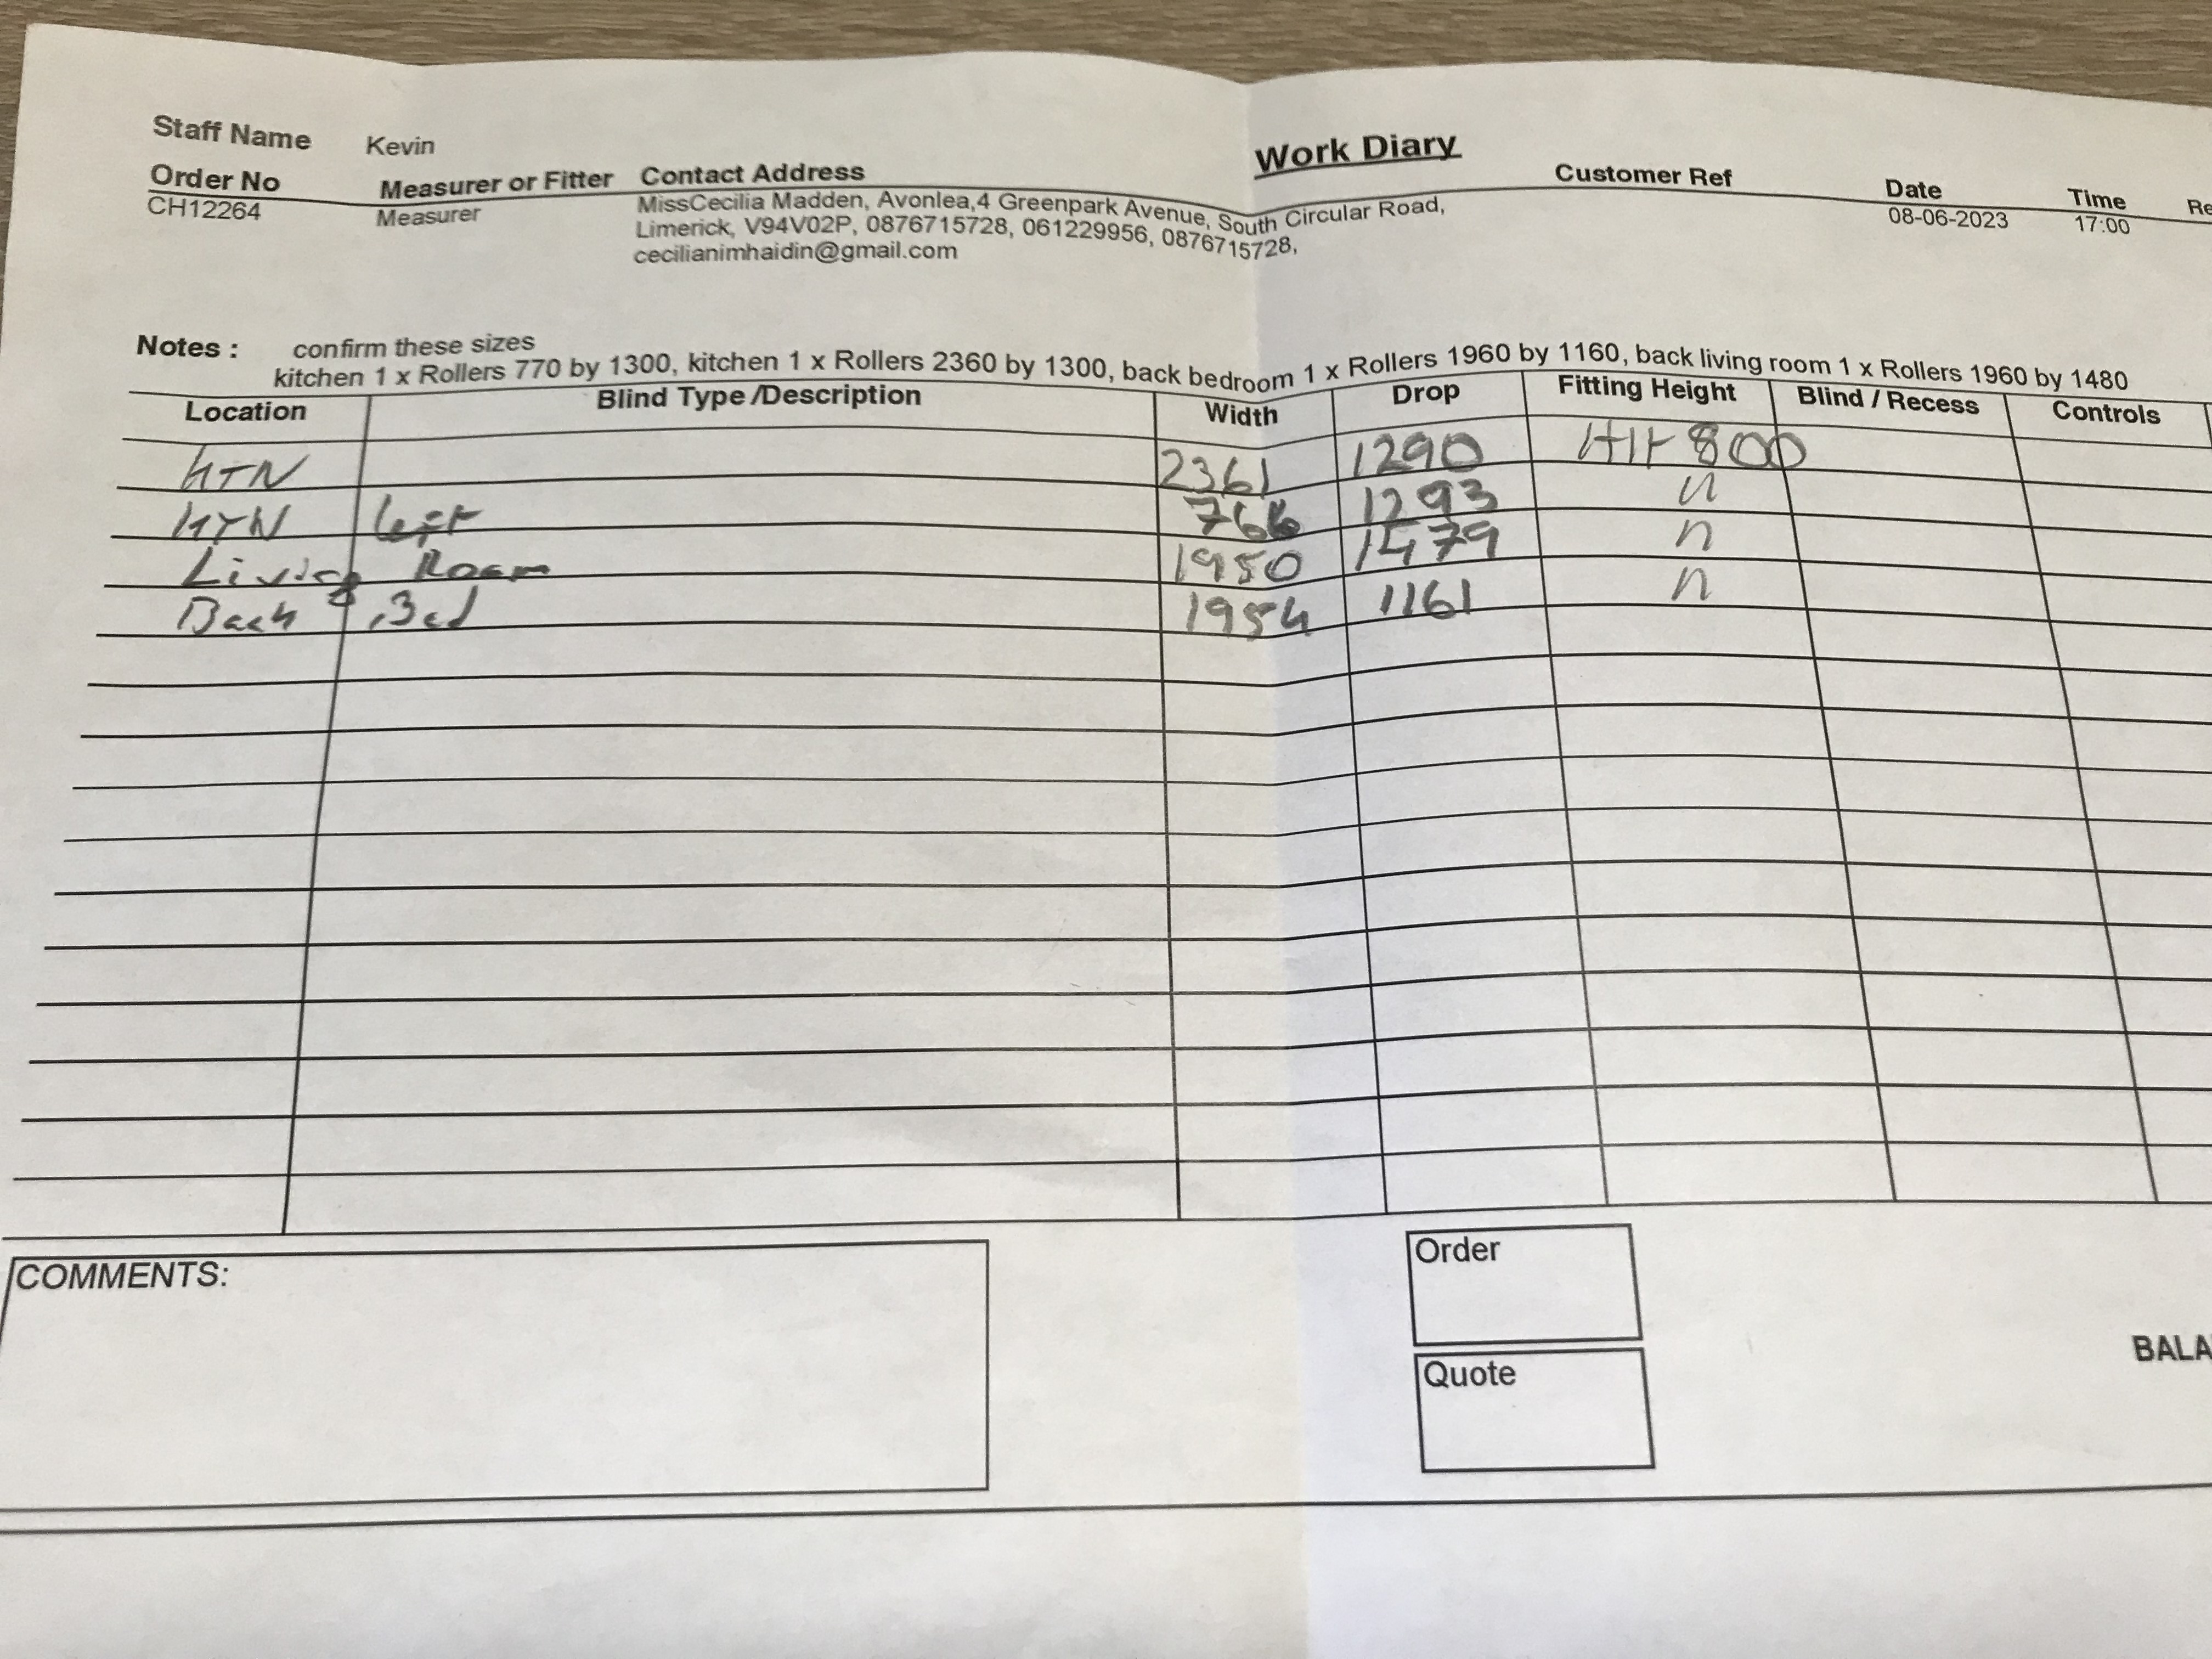 Work Diary
Staff Name Kevin
Order No Measurer or Fitter Contact Address Customer Ref Date Time Re
CH12264 Measurer MissCecilia Madden, Avonlea,4 Greenpark Avenue, South Circular Road, 08-06-2023 17:00
Limerick, V94V02P, 0876715728, 061229956, 0876715728,
cecilianimhaidin@gmail.com
Notes : confirm these sizes
kitchen 1 x Rollers 770 by 1300, kitchen 1 x Rollers 2360 by 1300, back bedroom 1 x Rollers 1960 by 1160, back living room 1 x Rollers 1960 by 1480
Location Blind Type /Description Width Drop Fitting Height Blind / Recess Controls
KTN 2361 1290 800
KTN left 766 1293 "
Living Room 1950 1479 "
Back Bed 1954 1161 "
COMMENTS:
Order
Quote
BALA